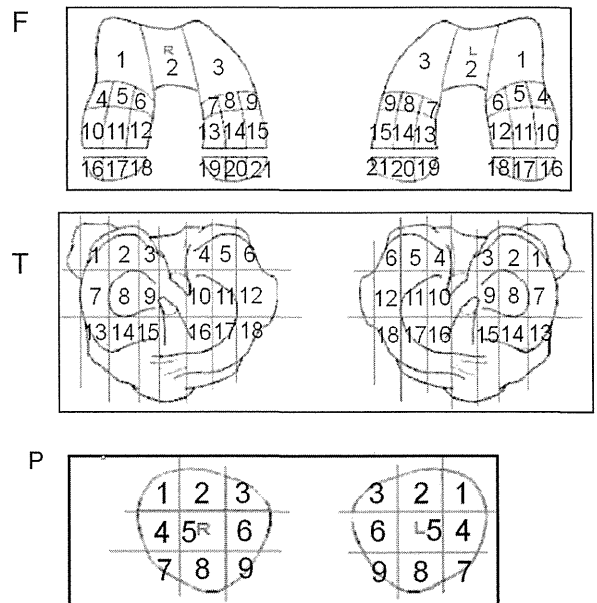 F
1 R 2 3 3 L 2 1
4 5 6 7 8 9 9 8 7 6 5 4
10 11 12 13 14 15 15 14 13 12 11 10
16 17 18 19 20 21 21 20 19 18 17 16
T
1 2 3 4 5 6 6 5 4 3 2 1
7 8 9 10 11 12 12 11 10 9 8 7
13 14 15 16 17 18 18 17 16 15 14 13
P
1 2 3 3 2 1
4 5 R 6 6 L 5 4
7 8 9 9 8 7